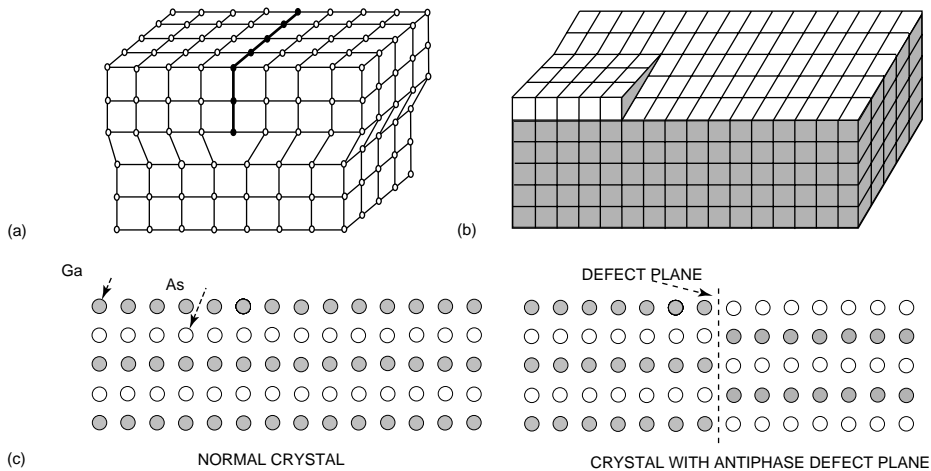 (a)
(b)
Ga
As
DEFECT PLANE
(c)
NORMAL CRYSTAL
CRYSTAL WITH ANTIPHASE DEFECT PLANE